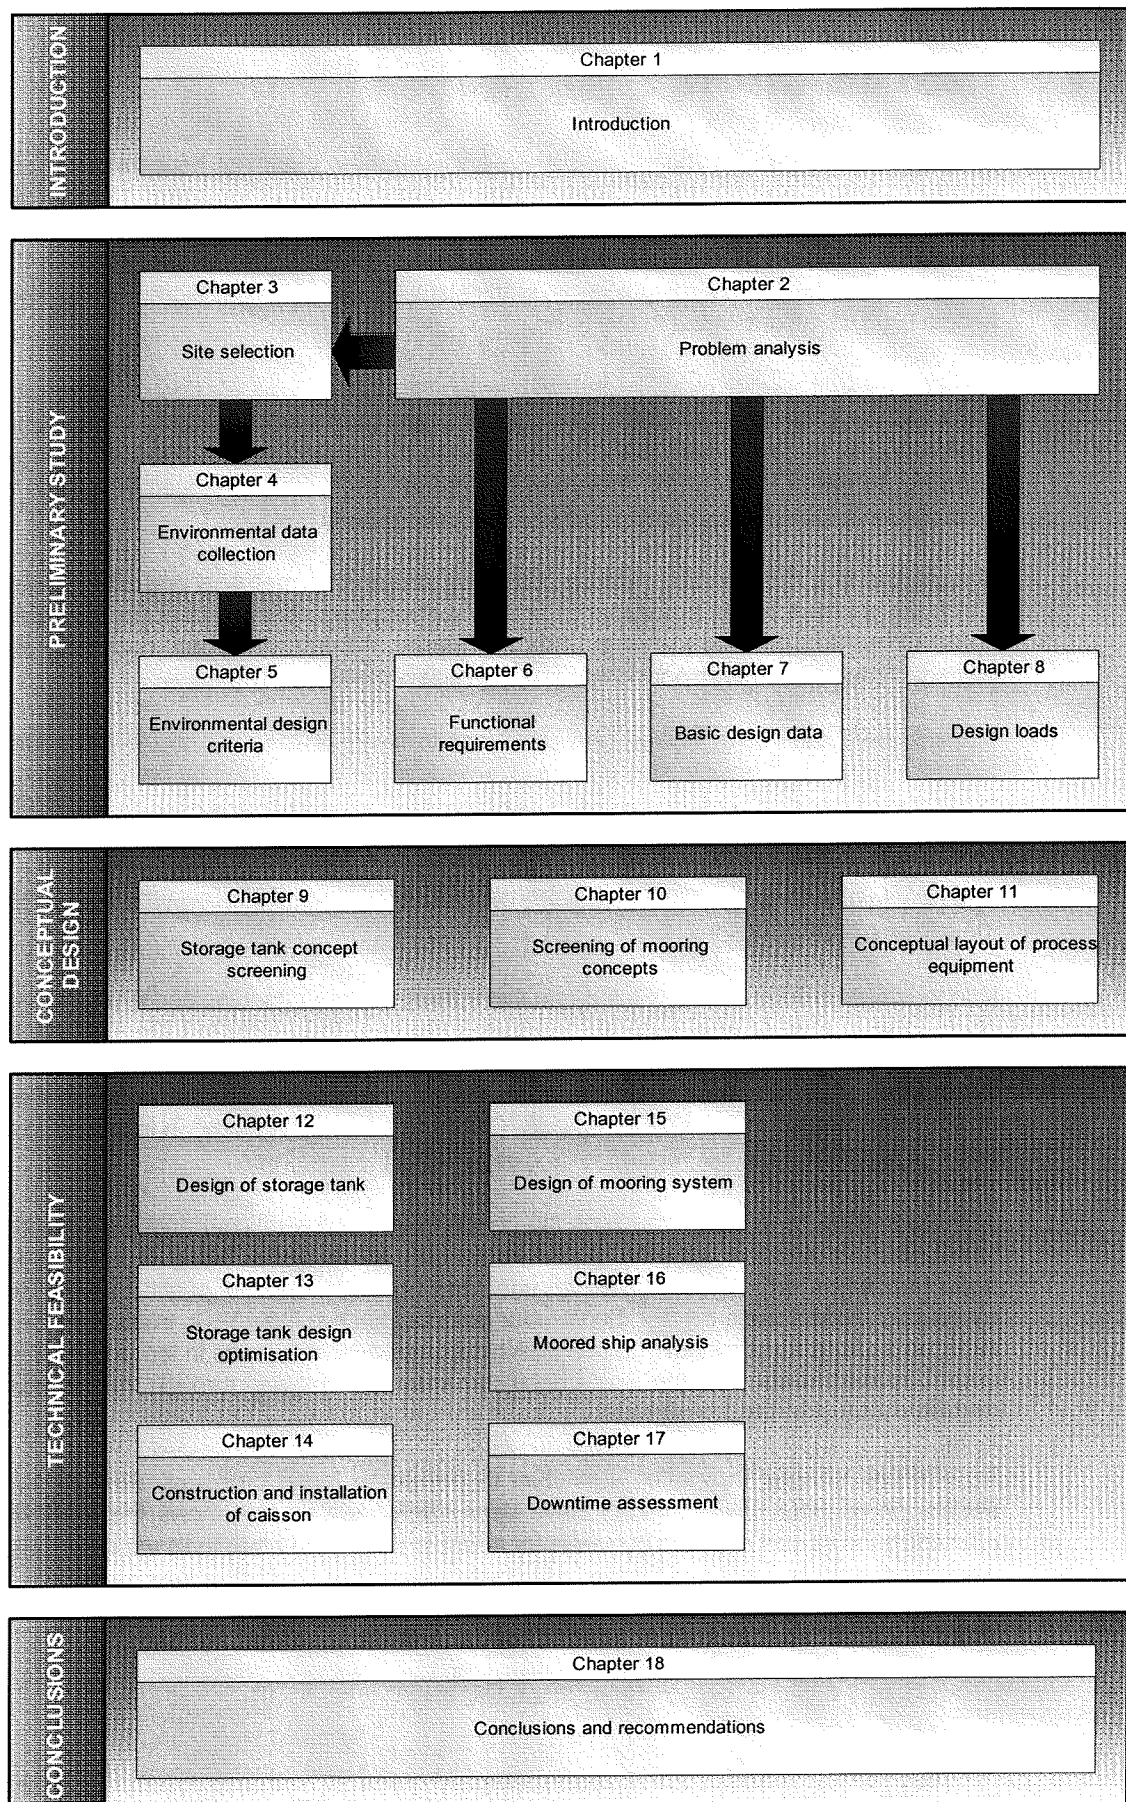 INTRODUCTION
Chapter 1
Introduction
PRELIMINARY STUDY
Chapter 3
Site selection
Chapter 2
Problem analysis
Chapter 4
Environmental data
collection
Chapter 5
Environmental design
criteria
Chapter 6
Functional
requirements
Chapter 7
Basic design data
Chapter 8
Design loads
CONCEPTUAL
DESIGN
Chapter 9
Storage tank concept
screening
Chapter 10
Screening of mooring
concepts
Chapter 11
Conceptual layout of process
equipment
TECHNICAL FEASIBILITY
Chapter 12
Design of storage tank
Chapter 15
Design of mooring system
Chapter 13
Storage tank design
optimisation
Chapter 16
Moored ship analysis
Chapter 14
Construction and installation
of caisson
Chapter 17
Downtime assessment
CONCLUSIONS
Chapter 18
Conclusions and recommendations